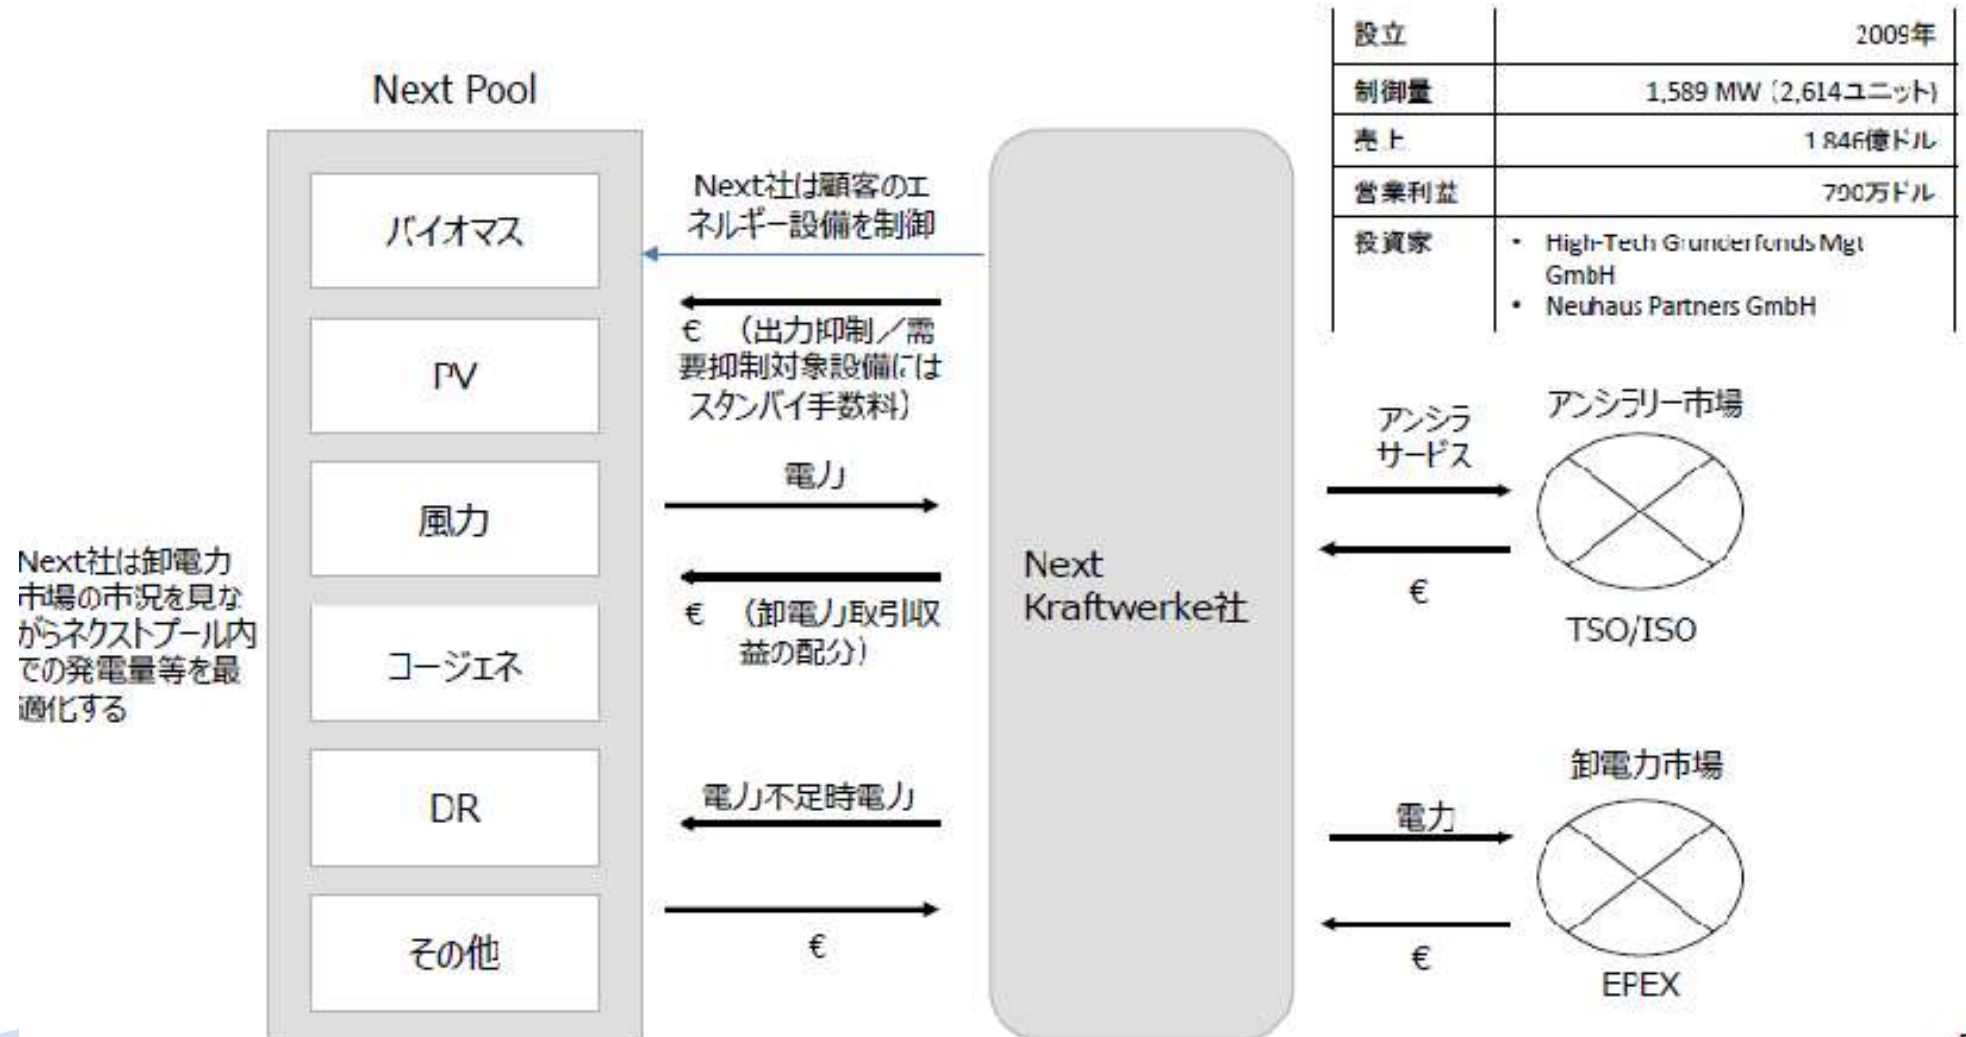 Next Pool
バイオマス
PV
風力
コージェネ
DR
その他
Next社は卸電力
市場の市況を見な
がらネクストプール内
での発電量等を最
適化する
Next社は顧客のエ
ネルギー設備を制御
€ (出力抑制/需
要抑制対象設備には
スタンバイ手数料)
電力
€ (卸電力取引収
益の配分)
電力不足時電力
€
Next
Kraftwerke社
設立 2009年
制御量 1,589 MW (2,614ユニット)
売上 1.846億ドル
営業利益 790万ドル
投資家
• High-Tech Grunderfonds Mgt
GmbH
• Neuhaus Partners GmbH
アンシラ
サービス
€
アンシラリー市場
TSO/ISO
卸電力市場
電力
€
EPEX